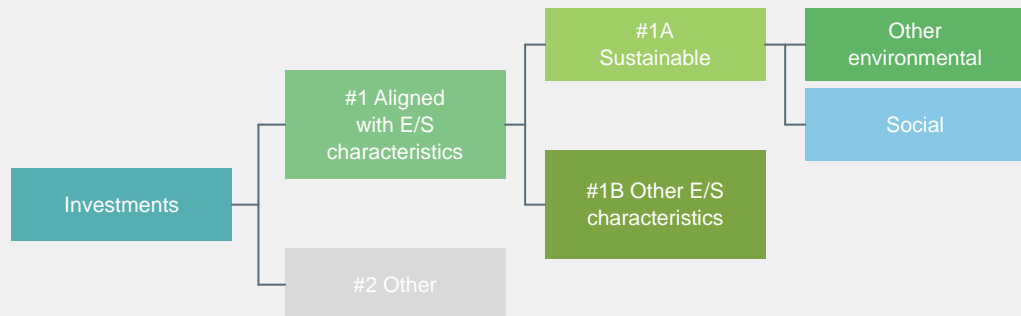 Investments
#1 Aligned
with E/S
characteristics
#2 Other
#1A
Sustainable
#1B Other E/S
characteristics
Other
environmental
Social